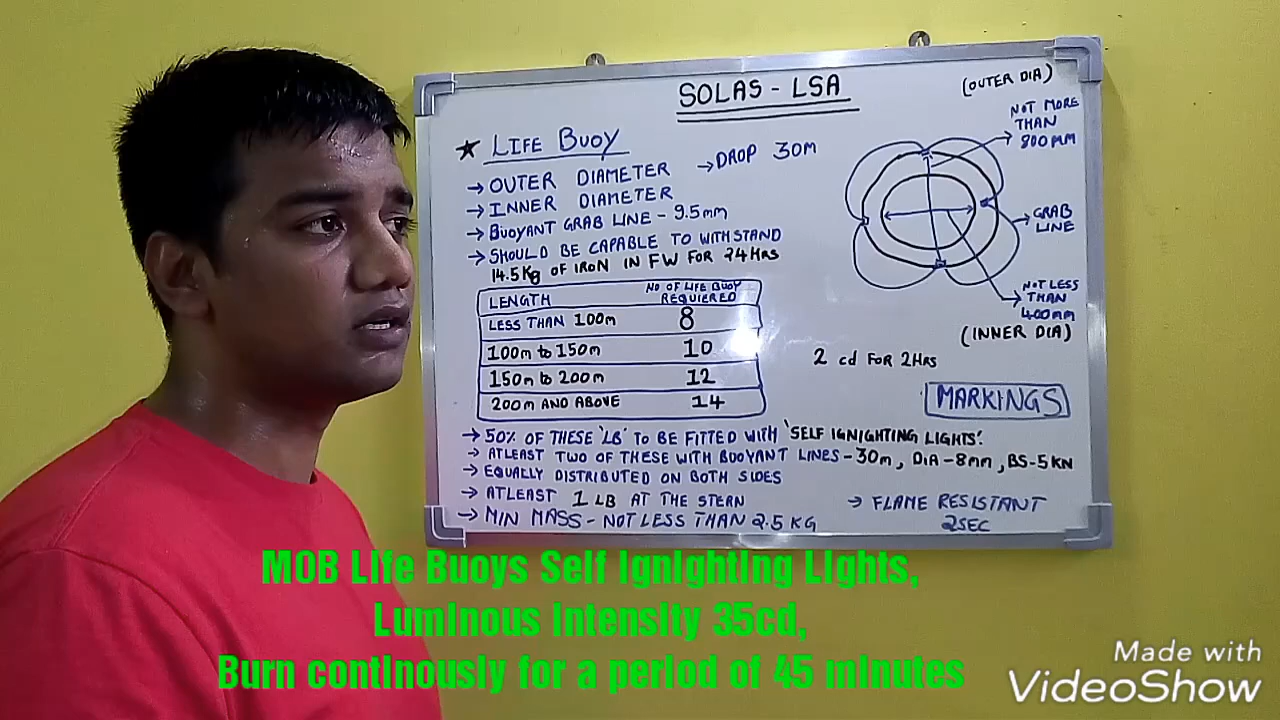 SOLAS - LSA
★ LIFE BUOY
→ OUTER DIAMETER → DROP 30M
→ INNER DIAMETER
→ BUOYANT GRAB LINE - 9.5mm
→ SHOULD BE CAPABLE TO WITHSTAND
14.5Kg OF IRON IN FW FOR 24HRS
LENGTH NO OF LIFE BUOY
REQUIERED
LESS THAN 100m 8
100m to 150m 10
150m to 200m 12
200m AND ABOVE 14
(OUTER DIA)
NOT MORE
THAN
800MM
GRAB
LINE
NOT LESS
THAN
400mm
(INNER DIA)
2 cd FOR 2HRS
MARKINGS
→ 50% OF THESE 'LB' TO BE FITTED WITH 'SELF IGNIGHTING LIGHTS'.
→ ATLEAST TWO OF THESE WITH BUOYANT LINES - 30m, DIA-8mm, BS-5KN
→ EQUALLY DISTRIBUTED ON BOTH SIDES
→ ATLEAST 1 LB AT THE STERN
→ MIN MASS - NOT LESS THAN 2.5 KG
→ FLAME RESISTANT
2SEC
MOB Life Buoys Self Ignighting Lights,
Luminous Intensity 35cd,
Burn continously for a period of 45 minutes
Made with
VideoShow